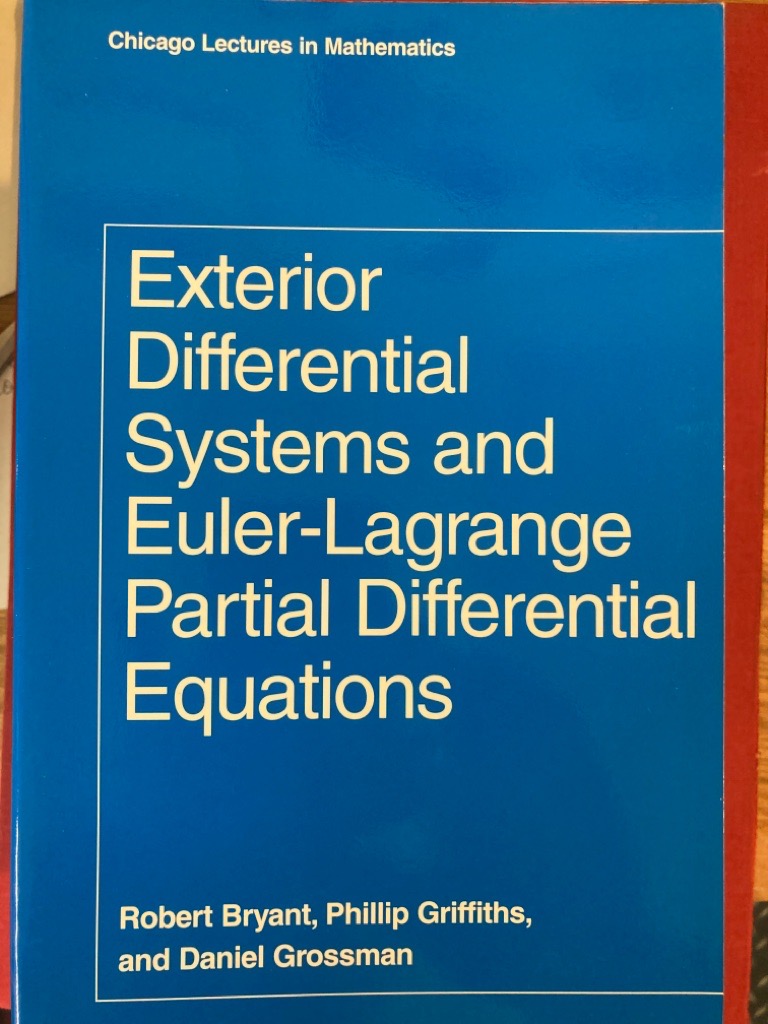 Chicago Lectures in Mathematics
Exterior
Differential
Systems and
Euler-Lagrange
Partial Differential
Equations
Robert Bryant, Phillip Griffiths,
and Daniel Grossman